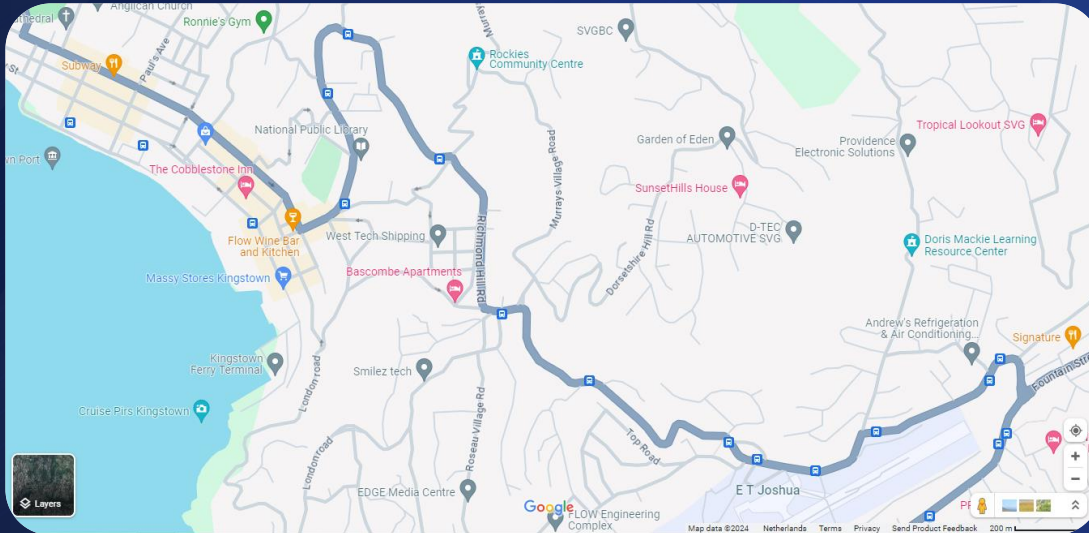 Anglican Church
Cathedral
Ronnie's Gym
Subway
Paul's Ave
Murray
SVGBC
Rockies
Community Centre
National Public Library
The Cobblestone Inn
Flow Wine Bar
and Kitchen
West Tech Shipping
Massy Stores Kingstown
Bascombe Apartments
Richmond Hill Rd
Murrays Village Road
Garden of Eden
SunsetHills House
D-TEC
AUTOMOTIVE SVG
Dorsetshire Hill Rd
Tropical Lookout SVG
Providence
Electronic Solutions
Doris Mackie Learning
Resource Center
Andrew's Refrigeration
& Air Conditioning...
Signature
Fountain
Kingstown
Ferry Terminal
Smilez tech
London road
Cruise Pirs Kingstown
London road
Roseau Village Rd
Top Road
EDGE Media Centre
E T Joshua
FLOW Engineering
Complex
Layers
Google
Map data ©2024 Netherlands Terms Privacy Send Product Feedback 200 m